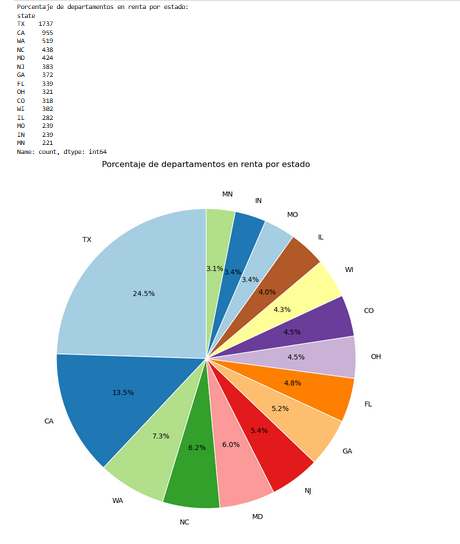 Porcentaje de departamentos en renta por estado:
state
TX 1737
CA 955
WA 519
NC 438
MD 424
NJ 383
GA 372
FL 339
OH 321
CO 318
WI 302
IL 282
MO 239
IN 239
MN 221
Name: count, dtype: int64
Porcentaje de departamentos en renta por estado
MN
IN
MO
IL
WI
CO
OH
FL
GA
NJ
MD
NC
WA
CA
TX
3.1%
3.4%
3.4%
4.0%
4.3%
4.5%
4.5%
4.8%
5.2%
5.4%
6.0%
6.2%
7.3%
13.5%
24.5%